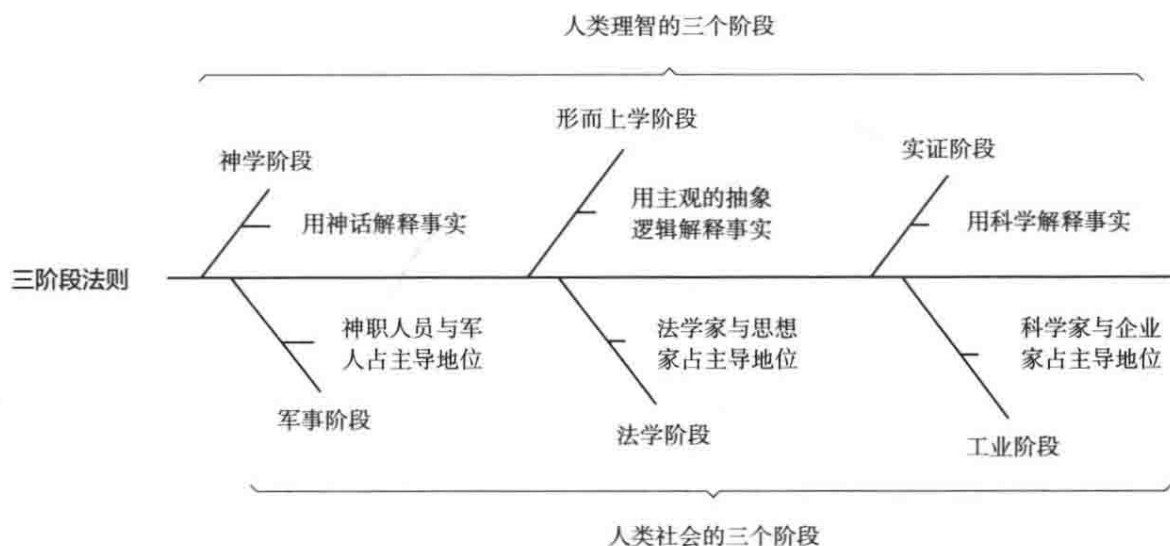 人类理智的三个阶段
形而上学阶段
神学阶段
实证阶段
用神话解释事实
用主观的抽象
逻辑解释事实
用科学解释事实
三阶段法则
神职人员与军
人占主导地位
法学家与思想
家占主导地位
科学家与企业
家占主导地位
军事阶段
法学阶段
工业阶段
人类社会的三个阶段